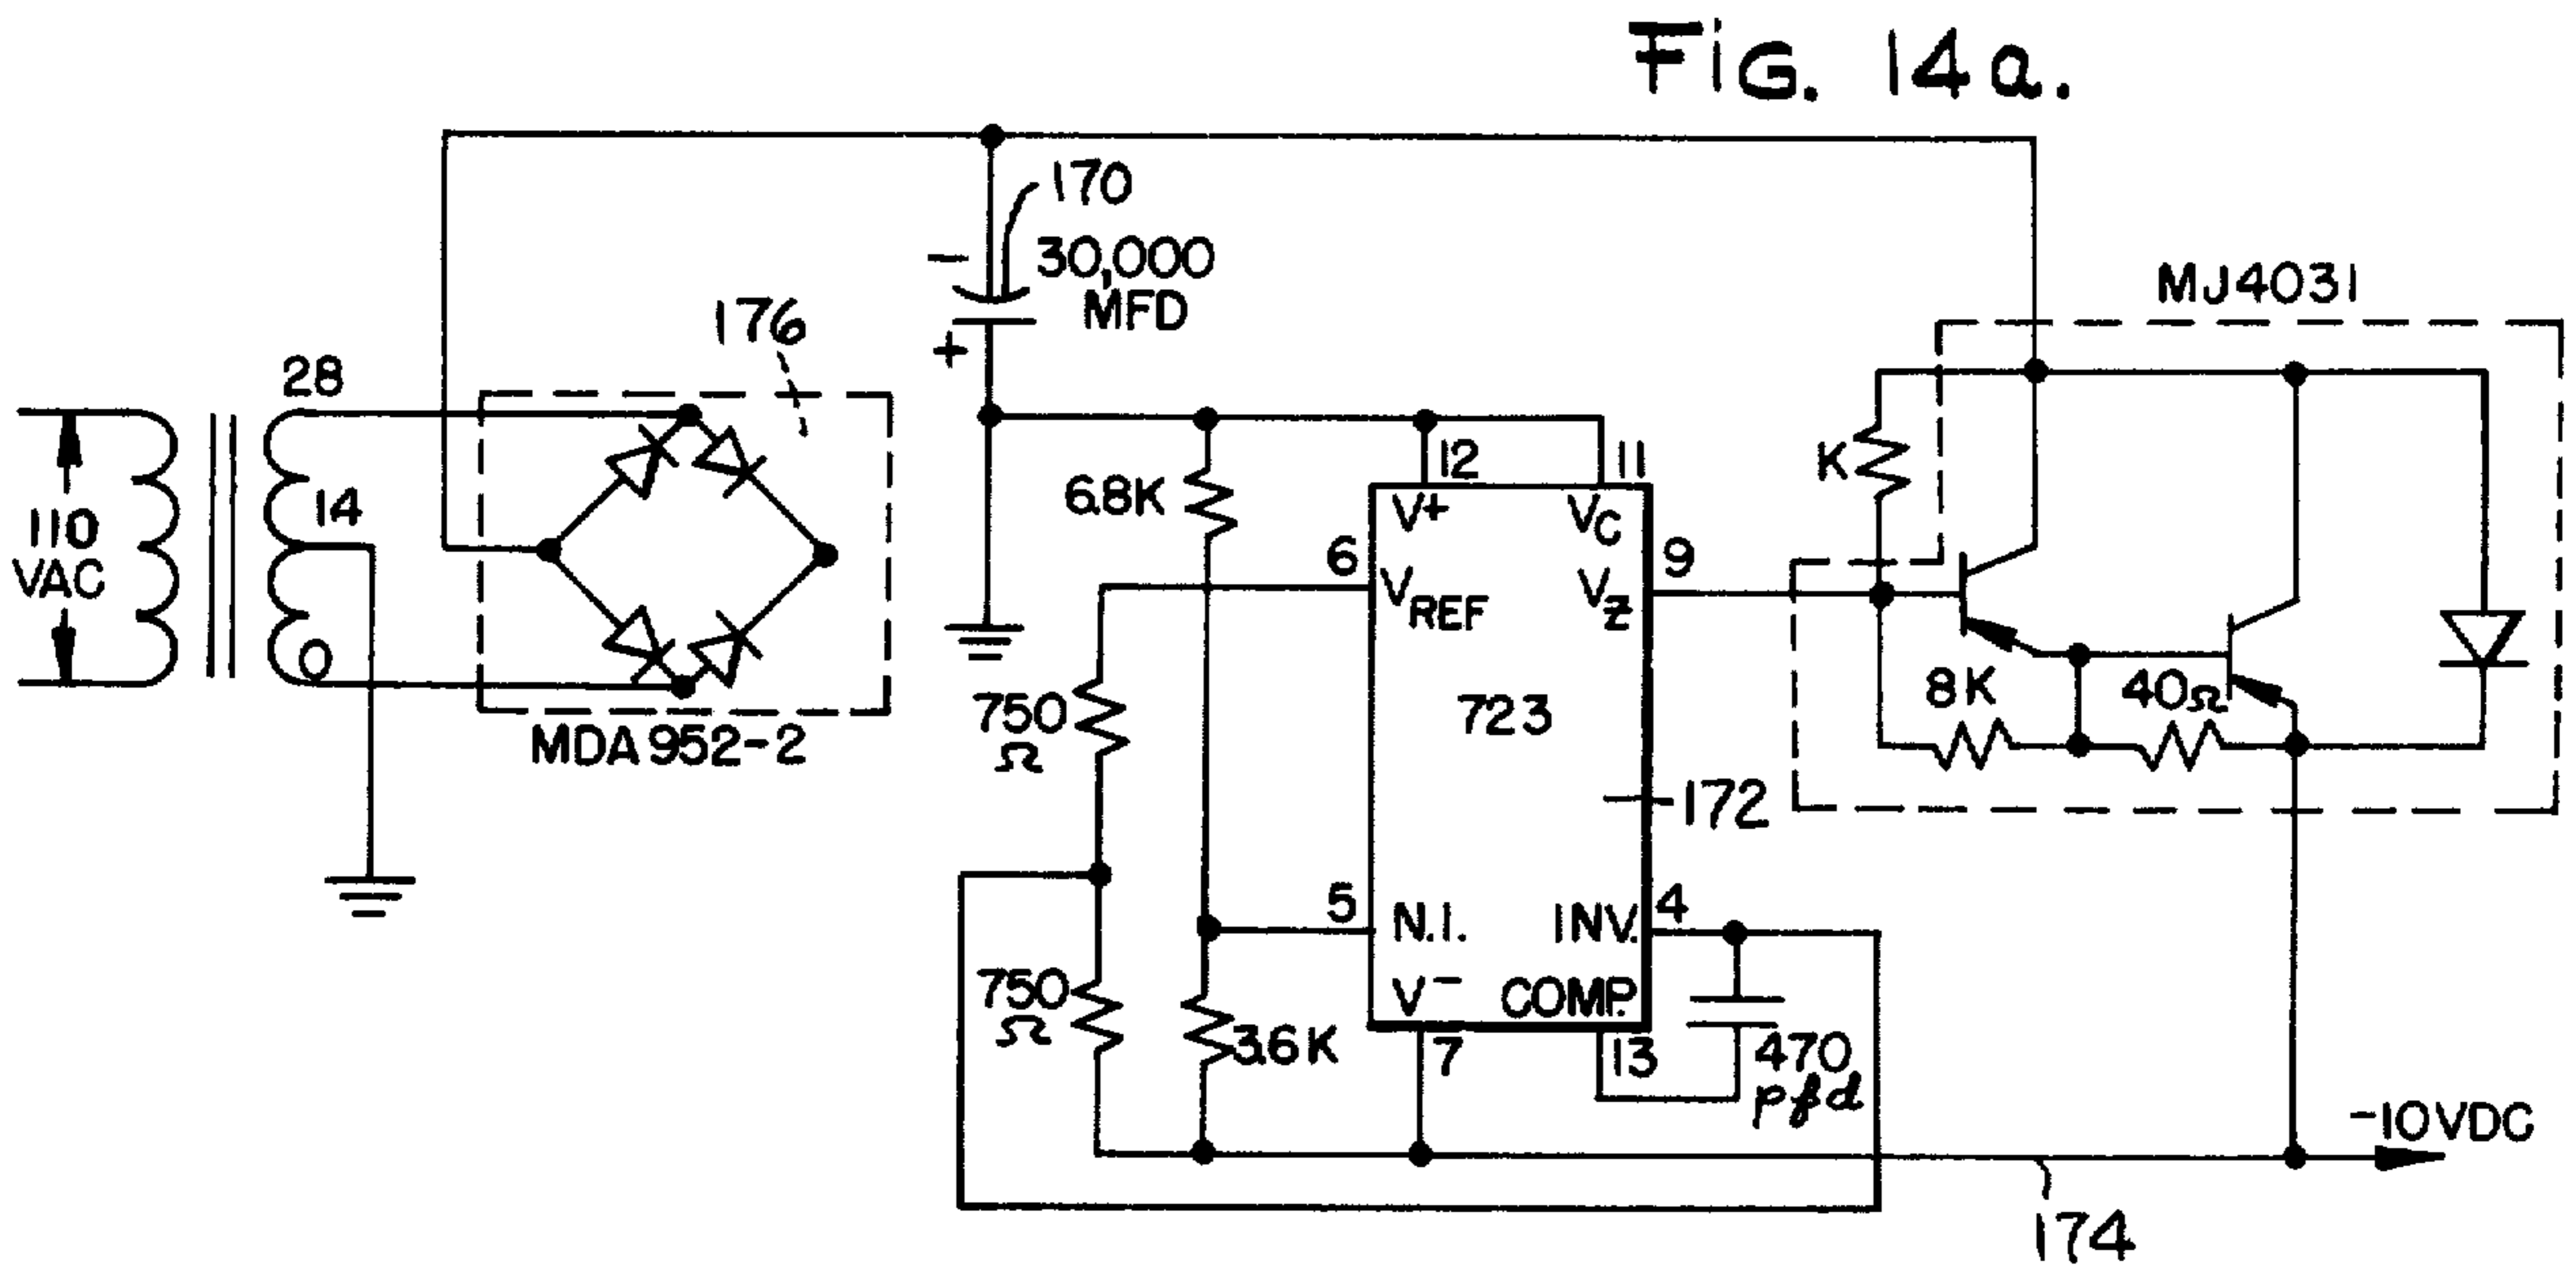 FIG. 14a.
170
30,000
MFD
−
+
MJ4031
176
28
14
0
110
VAC
MDA 952-2
6.8K
12
11
V+
VC
K
6
9
VREF
VZ
750
Ω
723
8K
40Ω
172
5
4
N.I.
INV.
V−
COMP.
750
Ω
3.6K
7
13
470
pfd
-10VDC
174